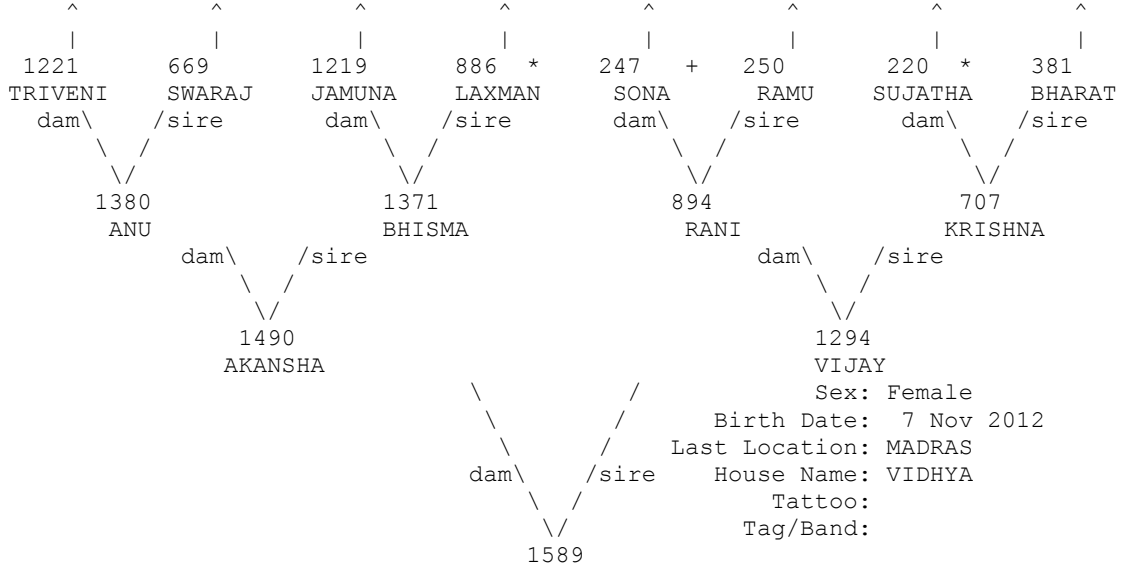 ^ ^ ^ ^ ^ ^ ^ ^
| | | | | | | |
1221 669 1219 886 * 247 + 250 220 * 381
TRIVENI SWARAJ JAMUNA LAXMAN SONA RAMU SUJATHA BHARAT
dam\ /sire dam\ /sire dam\ /sire dam\ /sire
\ / \ / \ / \ /
\/ \/ \/ \/
1380 1371 894 707
ANU BHISMA RANI KRISHNA
dam\ /sire dam\ /sire
\ / \ /
\/ \/
1490 1294
AKANSHA VIJAY
\ / Sex: Female
\ / Birth Date: 7 Nov 2012
\ / Last Location: MADRAS
dam\ /sire House Name: VIDHYA
\ / Tattoo:
\/ Tag/Band:
1589